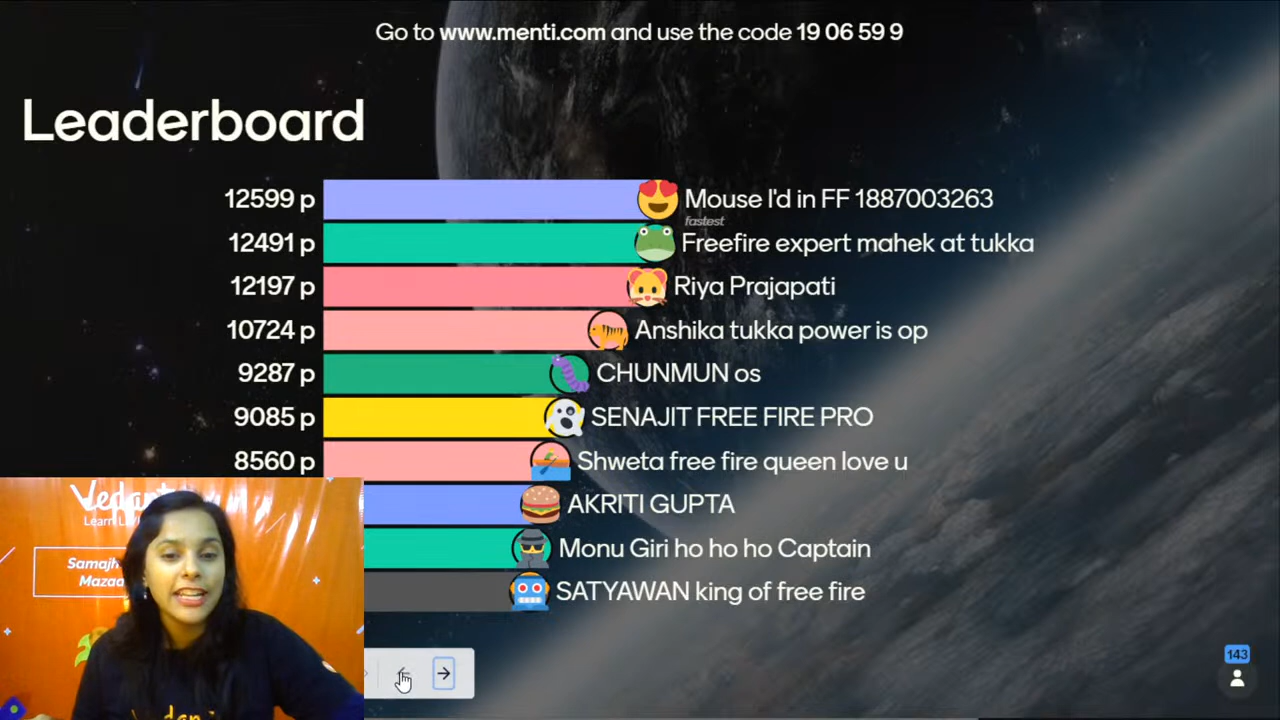 Go to www.menti.com and use the code 19 06 59 9
Leaderboard
12599 p Mouse I'd in FF 1887003263
fastest
12491 p Freefire expert mahek at tukka
12197 p Riya Prajapati
10724 p Anshika tukka power is op
9287 p CHUNMUN os
9085 p SENAJIT FREE FIRE PRO
8560 p Shweta free fire queen love u
AKRITI GUPTA
Monu Giri ho ho ho Captain
SATYAWAN king of free fire
143